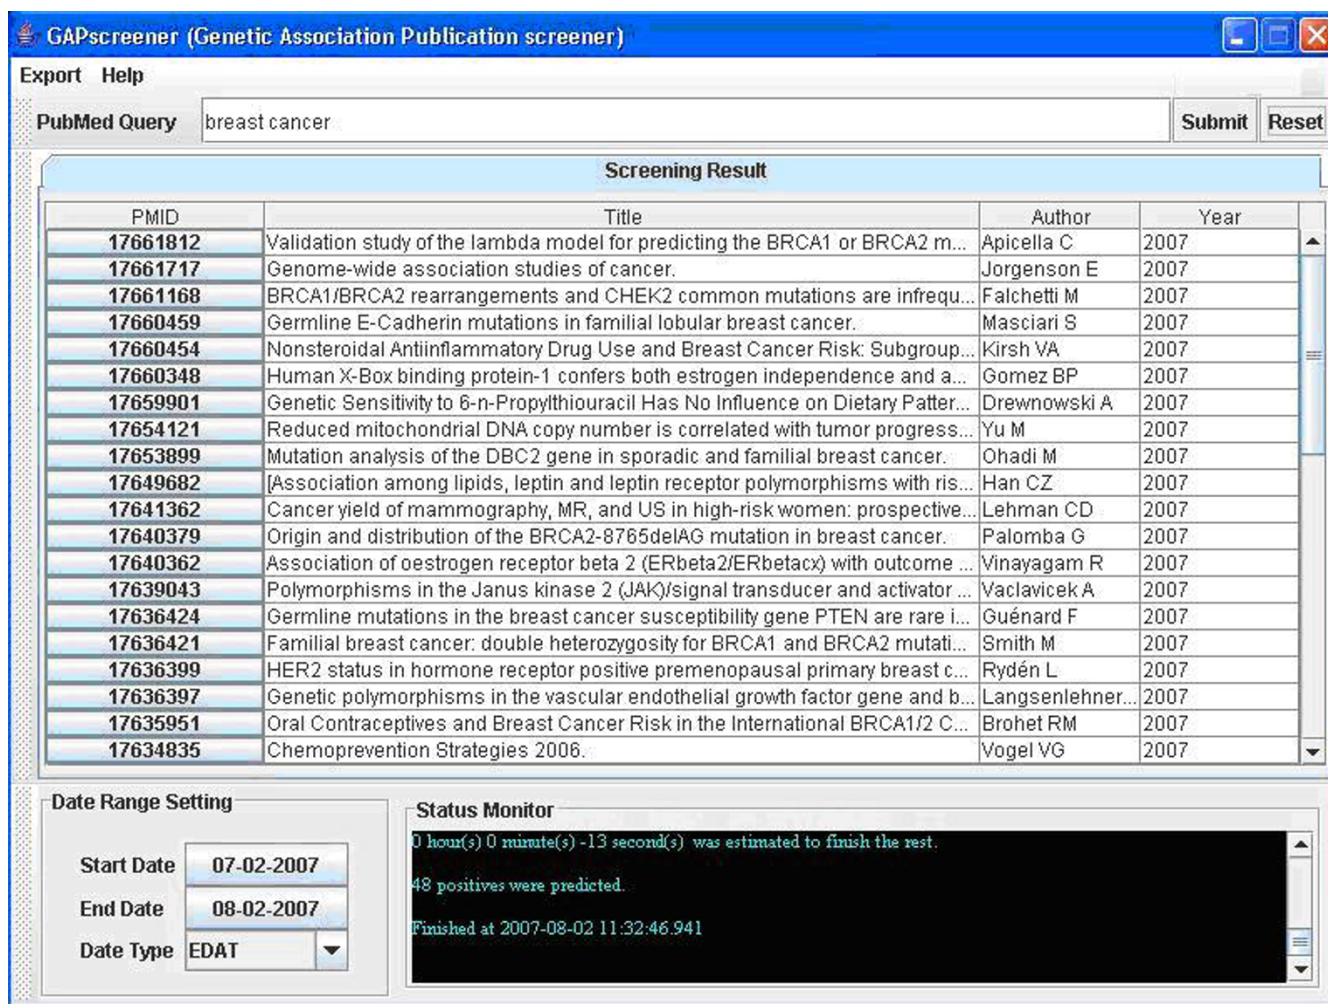 GAPscreener (Genetic Association Publication screener)
Export Help
PubMed Query breast cancer Submit Reset
Screening Result
PMID Title Author Year
17661812 Validation study of the lambda model for predicting the BRCA1 or BRCA2 m... Apicella C 2007
17661717 Genome-wide association studies of cancer. Jorgenson E 2007
17661168 BRCA1/BRCA2 rearrangements and CHEK2 common mutations are infrequ... Falchetti M 2007
17660459 Germline E-Cadherin mutations in familial lobular breast cancer. Masciari S 2007
17660454 Nonsteroidal Antiinflammatory Drug Use and Breast Cancer Risk: Subgroup... Kirsh VA 2007
17660348 Human X-Box binding protein-1 confers both estrogen independence and a... Gomez BP 2007
17659901 Genetic Sensitivity to 6-n-Propylthiouracil Has No Influence on Dietary Patter... Drewnowski A 2007
17654121 Reduced mitochondrial DNA copy number is correlated with tumor progress... Yu M 2007
17653899 Mutation analysis of the DBC2 gene in sporadic and familial breast cancer. Ohadi M 2007
17649682 [Association among lipids, leptin and leptin receptor polymorphisms with ris... Han CZ 2007
17641362 Cancer yield of mammography, MR, and US in high-risk women: prospective... Lehman CD 2007
17640379 Origin and distribution of the BRCA2-8765delAG mutation in breast cancer. Palomba G 2007
17640362 Association of oestrogen receptor beta 2 (ERbeta2/ERbetacx) with outcome ... Vinayagam R 2007
17639043 Polymorphisms in the Janus kinase 2 (JAK)/signal transducer and activator ... Vaclavicek A 2007
17636424 Germline mutations in the breast cancer susceptibility gene PTEN are rare i... Guénard F 2007
17636421 Familial breast cancer: double heterozygosity for BRCA1 and BRCA2 mutati... Smith M 2007
17636399 HER2 status in hormone receptor positive premenopausal primary breast c... Rydén L 2007
17636397 Genetic polymorphisms in the vascular endothelial growth factor gene and b... Langsenlehner... 2007
17635951 Oral Contraceptives and Breast Cancer Risk in the International BRCA1/2 C... Brohet RM 2007
17634835 Chemoprevention Strategies 2006. Vogel VG 2007
Date Range Setting
Start Date 07-02-2007
End Date 08-02-2007
Date Type EDAT
Status Monitor
0 hour(s) 0 minute(s) -13 second(s) was estimated to finish the rest.
48 positives were predicted.
Finished at 2007-08-02 11:32:46.941